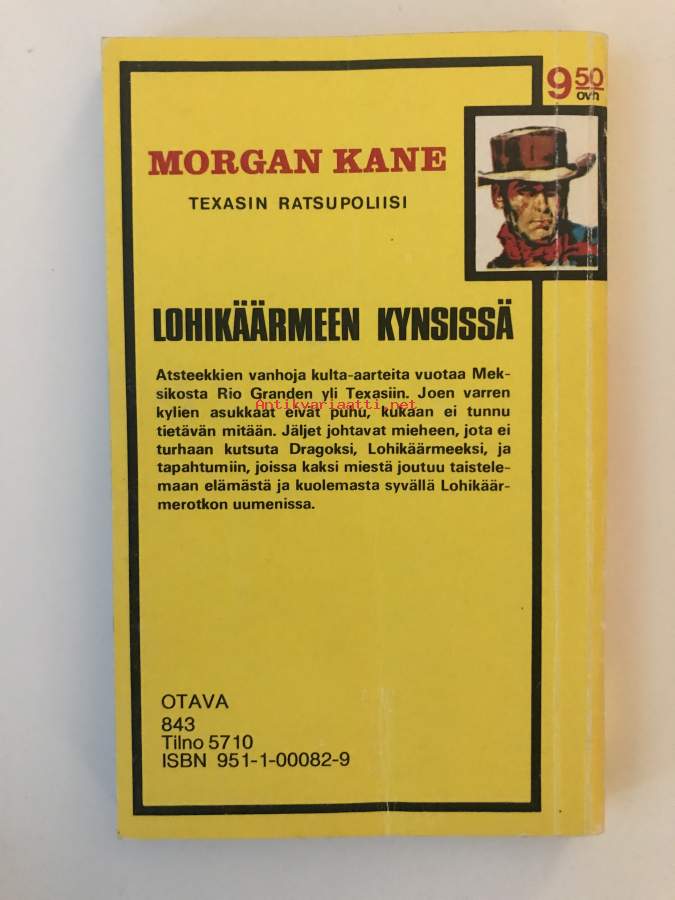 9 50
ovh
MORGAN KANE
TEXASIN RATSUPOLIISI
LOHIKÄÄRMEEN KYNSISSÄ
Atsteekkien vanhoja kulta-aarteita vuotaa Mek-
sikosta Rio Granden yli Texasiin. Joen varren
Antikvariaatti.net
kylien asukkaat eivät puhu, kukaan ei tunnu
tietävän mitään. Jäljet johtavat mieheen, jota ei
turhaan kutsuta Dragoksi, Lohikäärmeeksi, ja
tapahtumiin, joissa kaksi miestä joutuu taistele-
maan elämästä ja kuolemasta syvällä Lohikäär-
merotkon uumenissa.
OTAVA
843
Tilno 5710
ISBN 951-1-00082-9